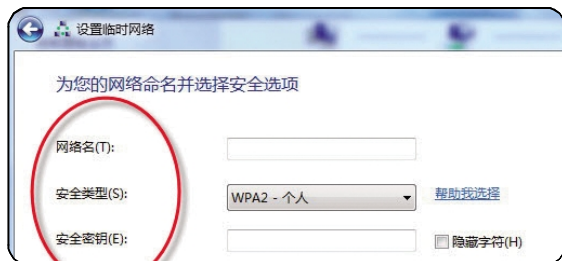 设置临时网络
为您的网络命名并选择安全选项
网络名(T):
安全类型(S): WPA2 - 个人 帮助我选择
安全密钥(E): 隐藏字符(H)